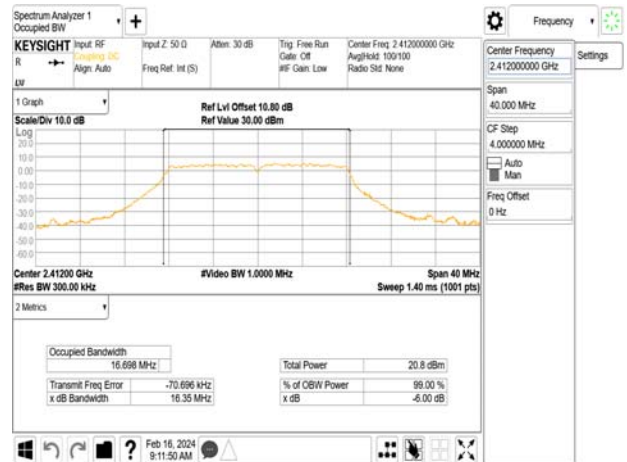 Spectrum Analyzer 1
Occupied BW
Frequency
KEYSIGHT Input: RF Input Z: 50 Ω Atten: 30 dB Trig: Free Run Center Freq: 2.412000000 GHz
R Coupling: DC Gate: Off Avg|Hold: 100/100
Align: Auto Freq Ref: Int (S) #IF Gain: Low Radio Std: None
Center Frequency
2.412000000 GHz
Settings
Span
40.000 MHz
CF Step
4.000000 MHz
Auto
Man
Freq Offset
0 Hz
1 Graph
Ref Lvl Offset 10.80 dB
Scale/Div 10.0 dB Ref Value 30.00 dBm
Log
20.0
10.0
0.00
-10.0
-20.0
-30.0
-40.0
-50.0
-60.0
Center 2.41200 GHz #Video BW 1.0000 MHz Span 40 MHz
#Res BW 300.00 kHz Sweep 1.40 ms (1001 pts)
2 Metrics
Occupied Bandwidth
16.698 MHz Total Power 20.8 dBm
Transmit Freq Error -70.696 kHz % of OBW Power 99.00 %
x dB Bandwidth 16.35 MHz x dB -6.00 dB
? Feb 16, 2024
9:11:50 AM